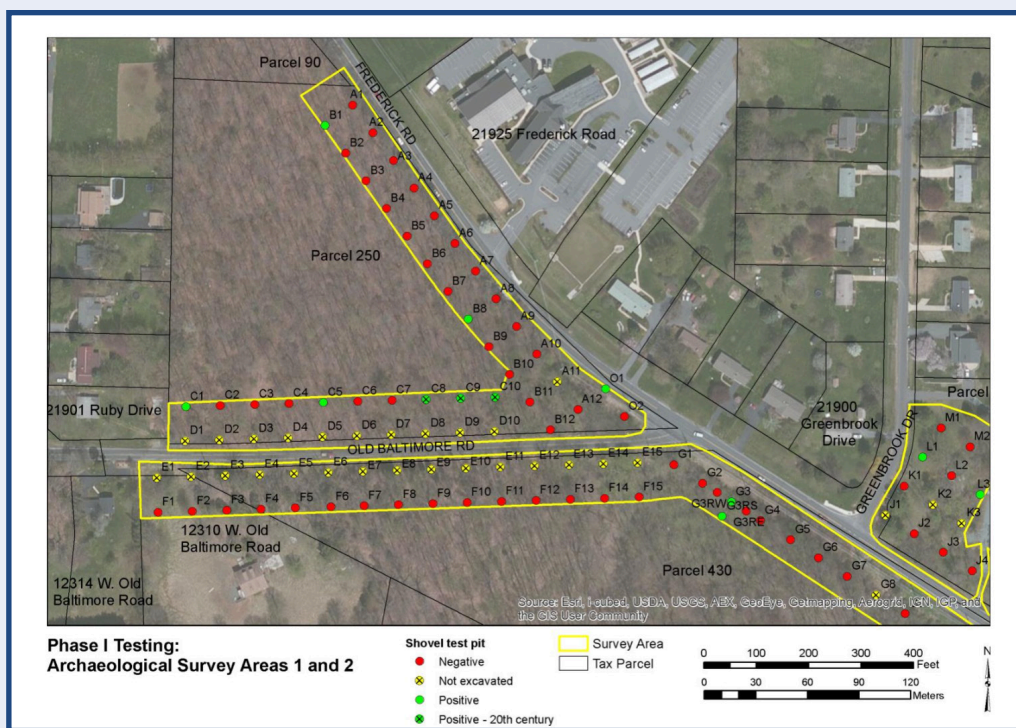 Parcel 90
FREDERICK RD
A1
B1
A2
21925 Frederick Road
B2
A3
B3
A4
B4
A5
B5
A6
Parcel 250
B6
A7
B7
A8
B8
A9
B9
A10
B10
A11
O1
C1 C2 C3 C4 C5 C6 C7 C8 C9 C10
B11
A12
O2
21901 Ruby Drive
B12
D1 D2 D3 D4 D5 D6 D7 D8 D9 D10
OLD BALTIMORE RD
21900
Greenbrook
Drive
GREENBROOK DR
Parcel
M1
M2
L1
L2
L3
K1
K2
K3
J1
J2
J3
J4
E1 E2 E3 E4 E5 E6 E7 E8 E9 E10 E11 E12 E13 E14 E15
G1
G2
F1 F2 F3 F4 F5 F6 F7 F8 F9 F10 F11 F12 F13 F14 F15
G3
G3RW
G3RS
G3RE
G4
G5
G6
G7
G8
12310 W. Old
Baltimore Road
Parcel 430
12314 W. Old
Baltimore Road
Source: Esri, i-cubed, USDA, USGS, AEX, GeoEye, Getmapping, Aerogrid, IGN, IGP, and
the GIS User Community
Phase I Testing:
Archaeological Survey Areas 1 and 2
Shovel test pit
Negative
Not excavated
Positive
Positive - 20th century
Survey Area
Tax Parcel
0 50 100 200 300 400
Feet
0 10 20 30 60 90 120
Meters
N